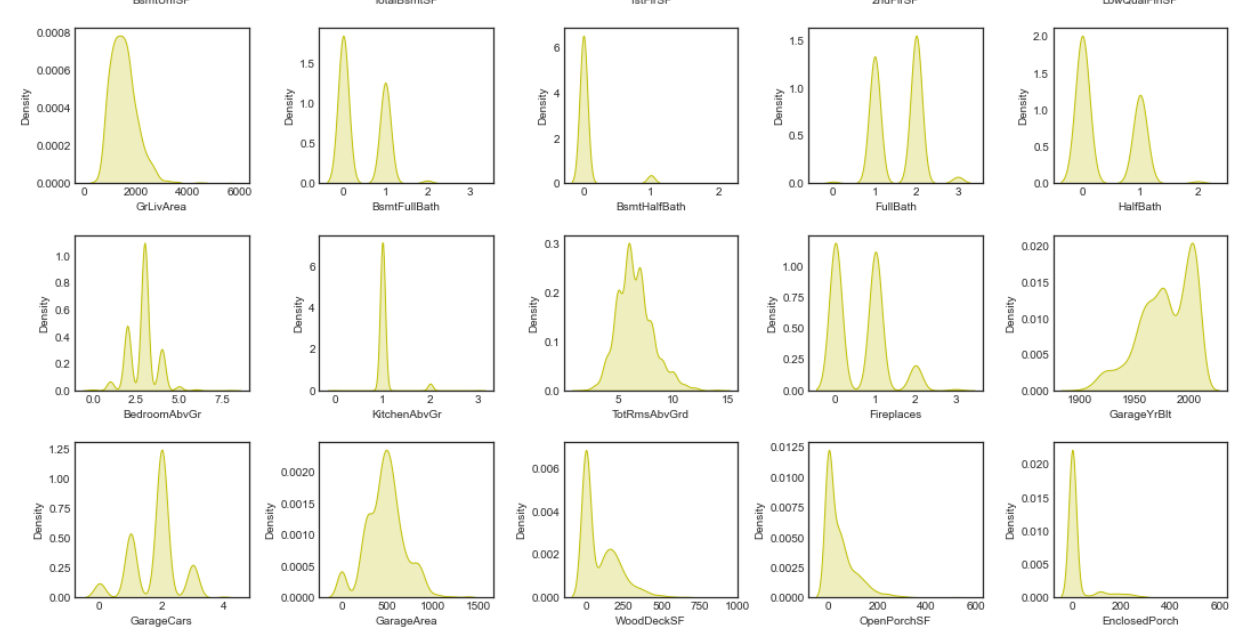 BsmtUnfSF TotalBsmtSF 1stFlrSF 2ndFlrSF LowQualFinSF
0.0008 0.0006 0.0004 0.0002 0.0000
Density
0 2000 4000 6000
GrLivArea
1.5 1.0 0.5 0.0
Density
0 1 2 3
BsmtFullBath
6 4 2 0
Density
0 1 2
BsmtHalfBath
1.5 1.0 0.5 0.0
Density
0 1 2 3
FullBath
2.0 1.5 1.0 0.5 0.0
Density
0 1 2
HalfBath
1.0 0.8 0.6 0.4 0.2 0.0
Density
0.0 2.5 5.0 7.5
BedroomAbvGr
6 4 2 0
Density
0 1 2 3
KitchenAbvGr
0.3 0.2 0.1 0.0
Density
5 10 15
TotRmsAbvGrd
1.00 0.75 0.50 0.25 0.00
Density
0 1 2 3
Fireplaces
0.020 0.015 0.010 0.005 0.000
Density
1900 1950 2000
GarageYrBlt
1.25 1.00 0.75 0.50 0.25 0.00
Density
0 2 4
GarageCars
0.0020 0.0015 0.0010 0.0005 0.0000
Density
0 500 1000 1500
GarageArea
0.006 0.004 0.002 0.000
Density
0 250 500 750 1000
WoodDeckSF
0.0125 0.0100 0.0075 0.0050 0.0025 0.0000
Density
0 200 400 600
OpenPorchSF
0.020 0.015 0.010 0.005 0.000
Density
0 200 400 600
EnclosedPorch